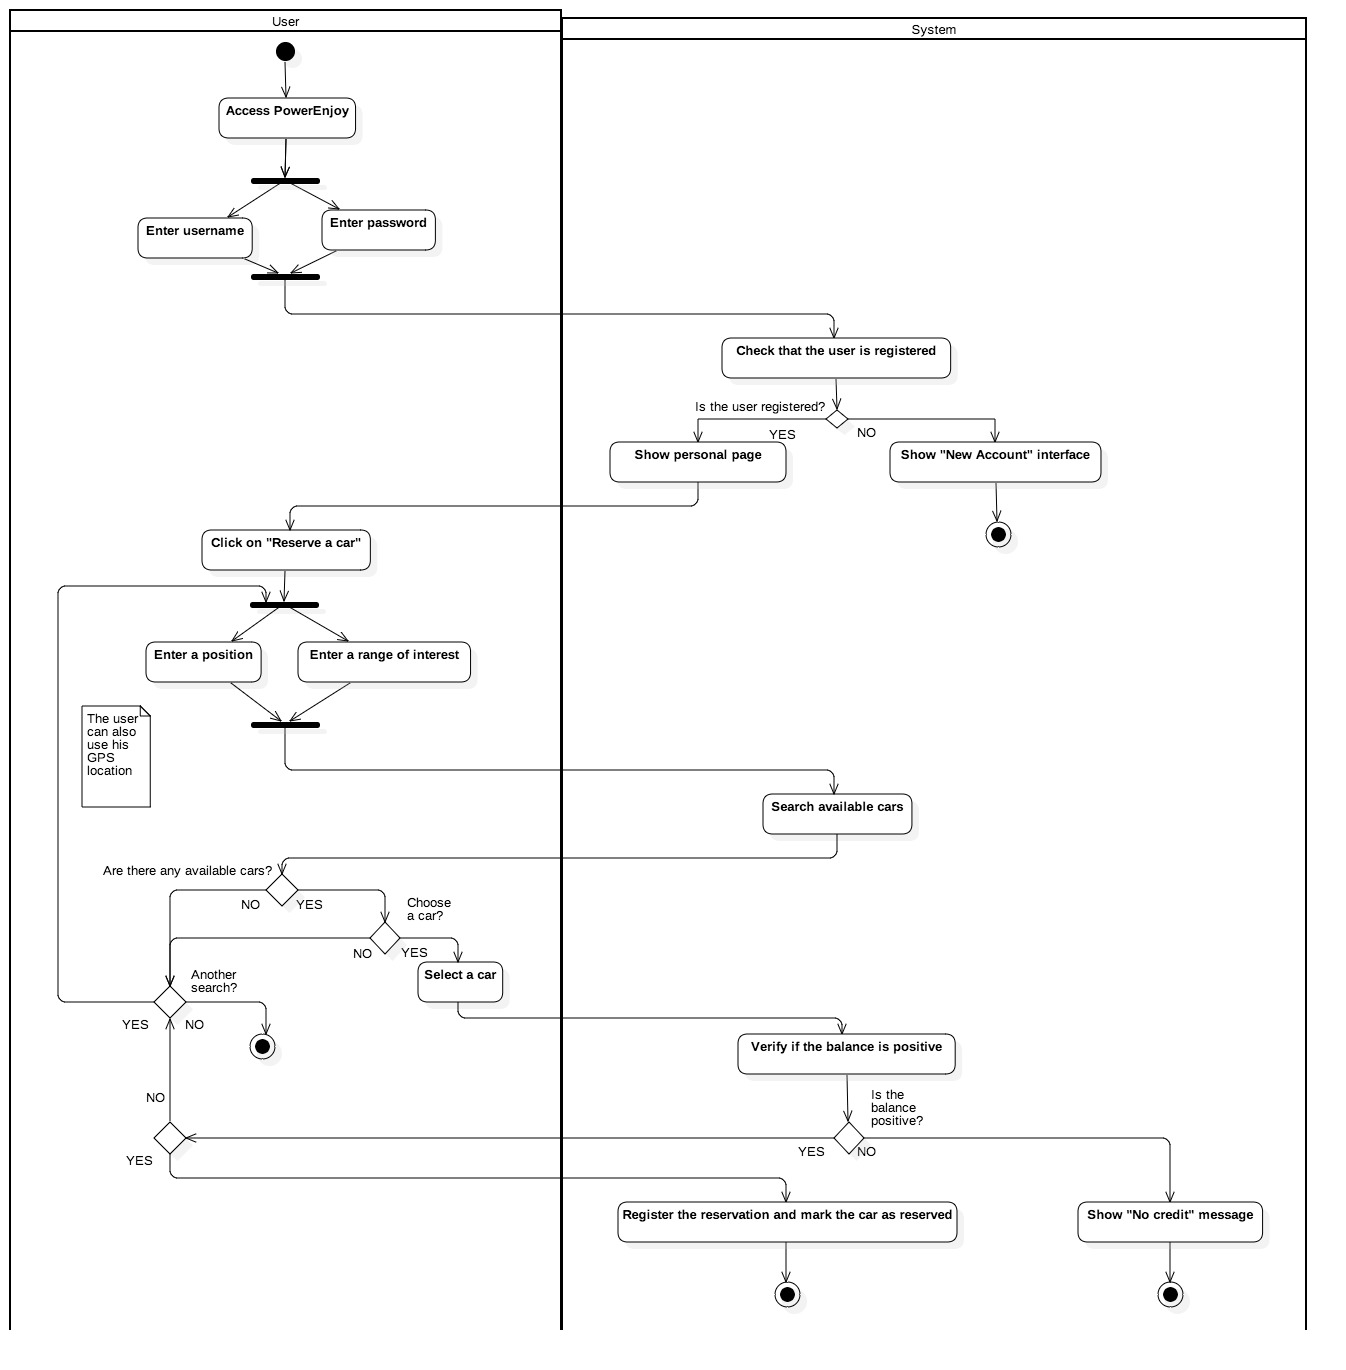 User
System
Access PowerEnjoy
Enter username
Enter password
Check that the user is registered
Is the user registered?
YES
NO
Show personal page
Show "New Account" interface
Click on "Reserve a car"
Enter a position
Enter a range of interest
The user
can also
use his
GPS
location
Search available cars
Are there any available cars?
NO
YES
Choose
a car?
NO
YES
Select a car
Another
search?
YES
NO
Verify if the balance is positive
Is the
balance
positive?
YES
NO
NO
YES
Register the reservation and mark the car as reserved
Show "No credit" message